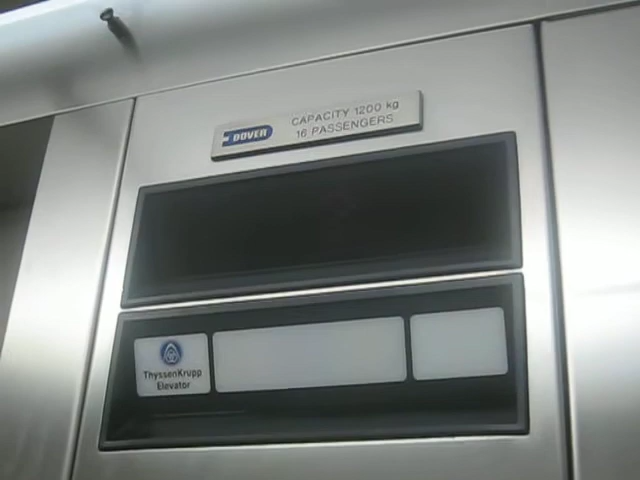 DOVER
CAPACITY 1200 kg
16 PASSENGERS
ThyssenKrupp
Elevator